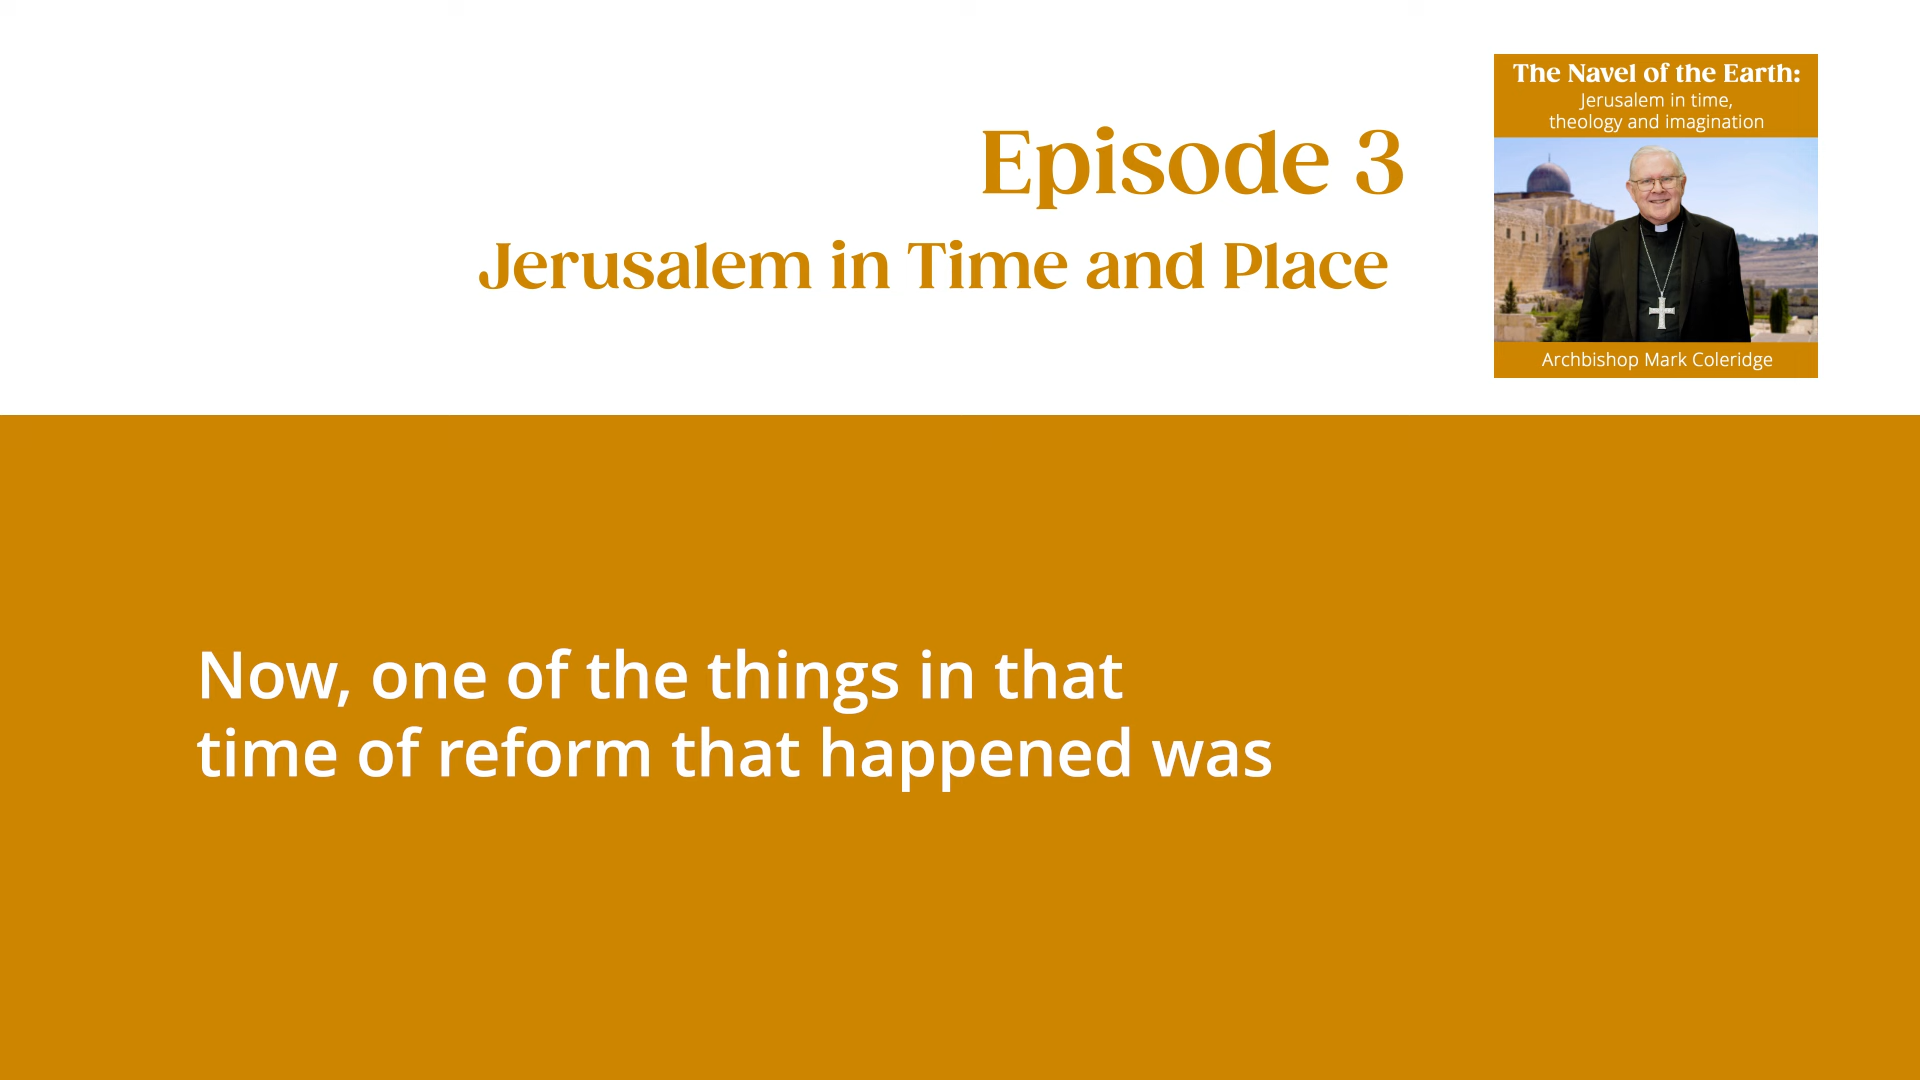 Episode 3
Jerusalem in Time and Place
The Navel of the Earth:
Jerusalem in time,
theology and imagination
Archbishop Mark Coleridge
Now, one of the things in that
time of reform that happened was